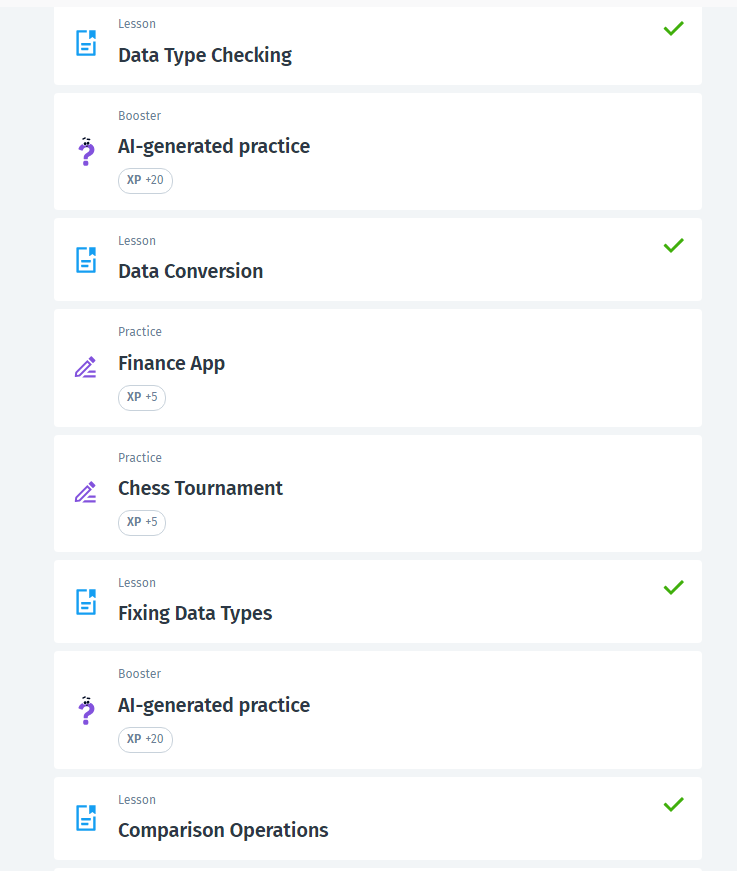 Lesson
Data Type Checking
Booster
AI-generated practice
XP +20
Lesson
Data Conversion
Practice
Finance App
XP +5
Practice
Chess Tournament
XP +5
Lesson
Fixing Data Types
Booster
AI-generated practice
XP +20
Lesson
Comparison Operations